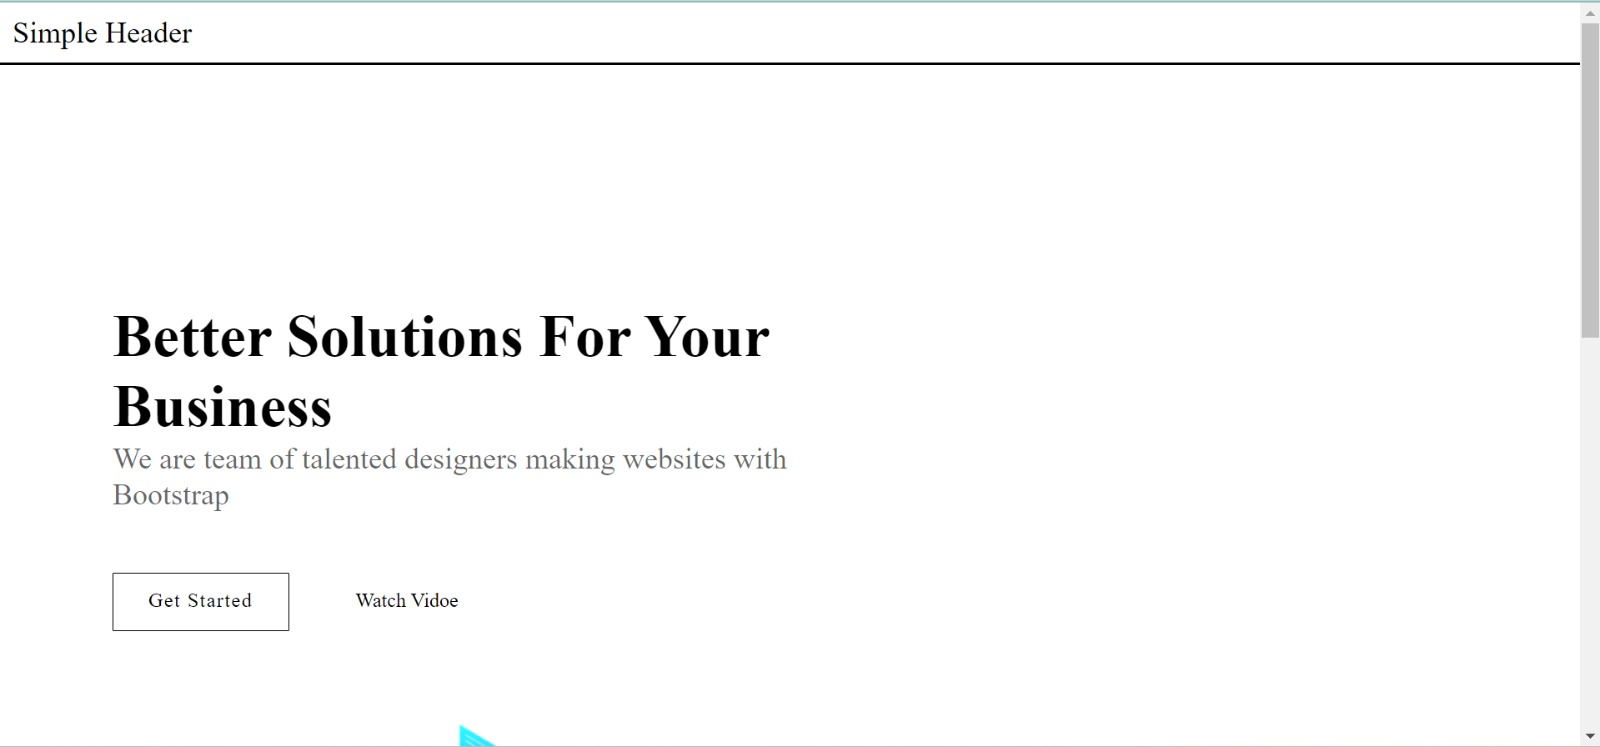 Simple Header
Better Solutions For Your
Business
We are team of talented designers making websites with
Bootstrap
Get Started
Watch Vidoe